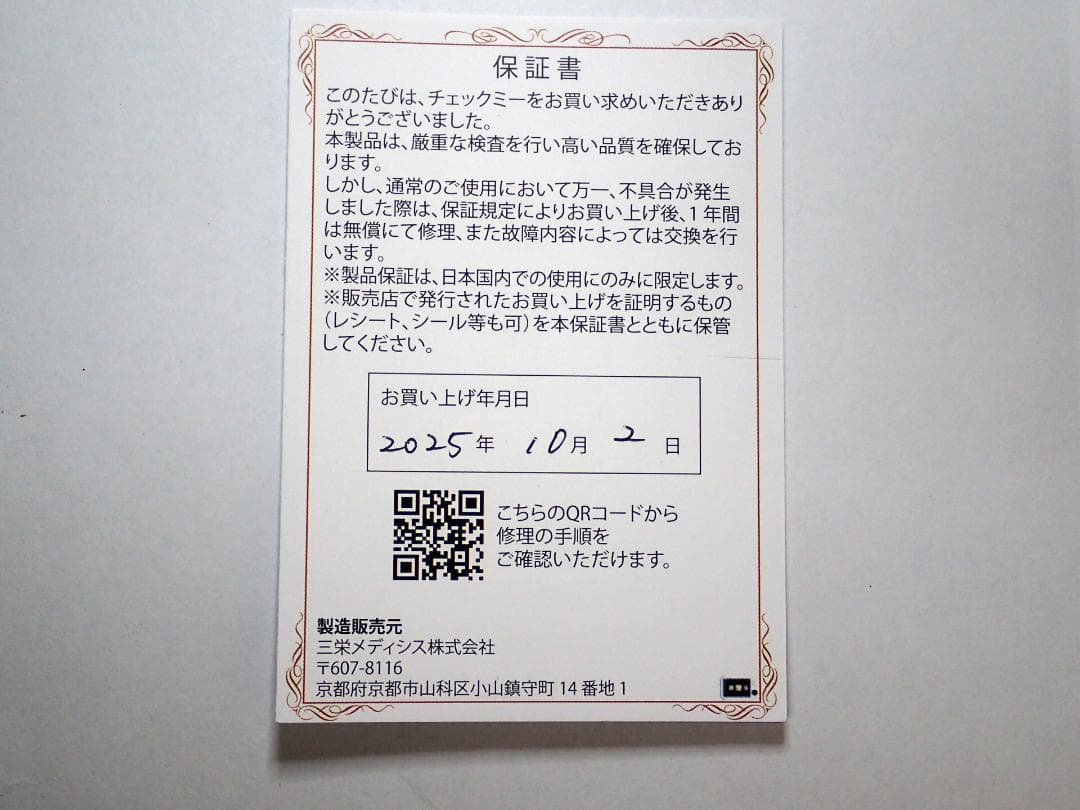 保証書
このたびは、チェックミーをお買い求めいただきあり
がとうございました。
本製品は、厳重な検査を行い高い品質を確保してお
ります。
しかし、通常のご使用において万一、不具合が発生
しました際は、保証規定によりお買い上げ後、1年間
は無償にて修理、また故障内容によっては交換を行
います。
※製品保証は、日本国内での使用にのみに限定します。
※販売店で発行されたお買い上げを証明するもの
（レシート、シール等も可）を本保証書とともに保管
してください。
お買い上げ年月日
2025年 10月 2日
こちらのQRコードから
修理の手順を
ご確認いただけます。
製造販売元
三栄メディシス株式会社
〒607-8116
京都府京都市山科区小山鎮守町 14 番地 1